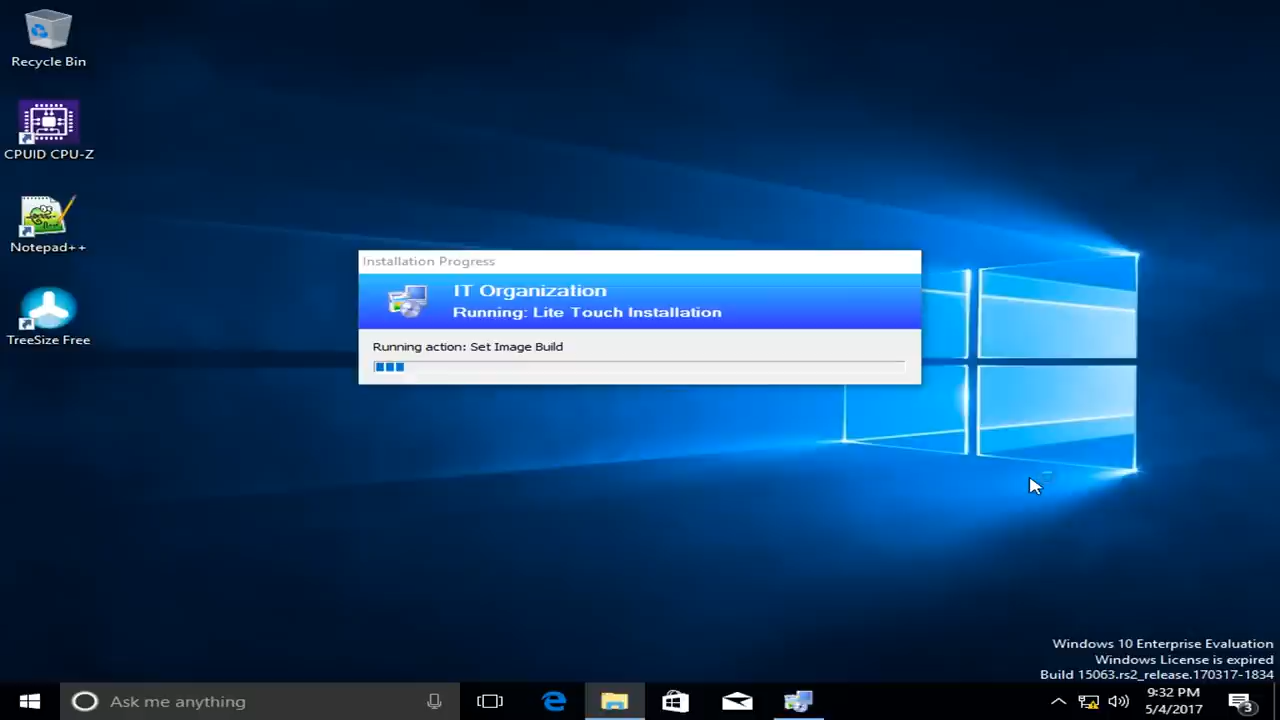 Recycle Bin
CPUID CPU-Z
Notepad++
TreeSize Free
Installation Progress
IT Organization
Running: Lite Touch Installation
Running action: Set Image Build
Windows 10 Enterprise Evaluation
Windows License is expired
Build 15063.rs2_release.170317-1834
Ask me anything
9:32 PM
5/4/2017
3